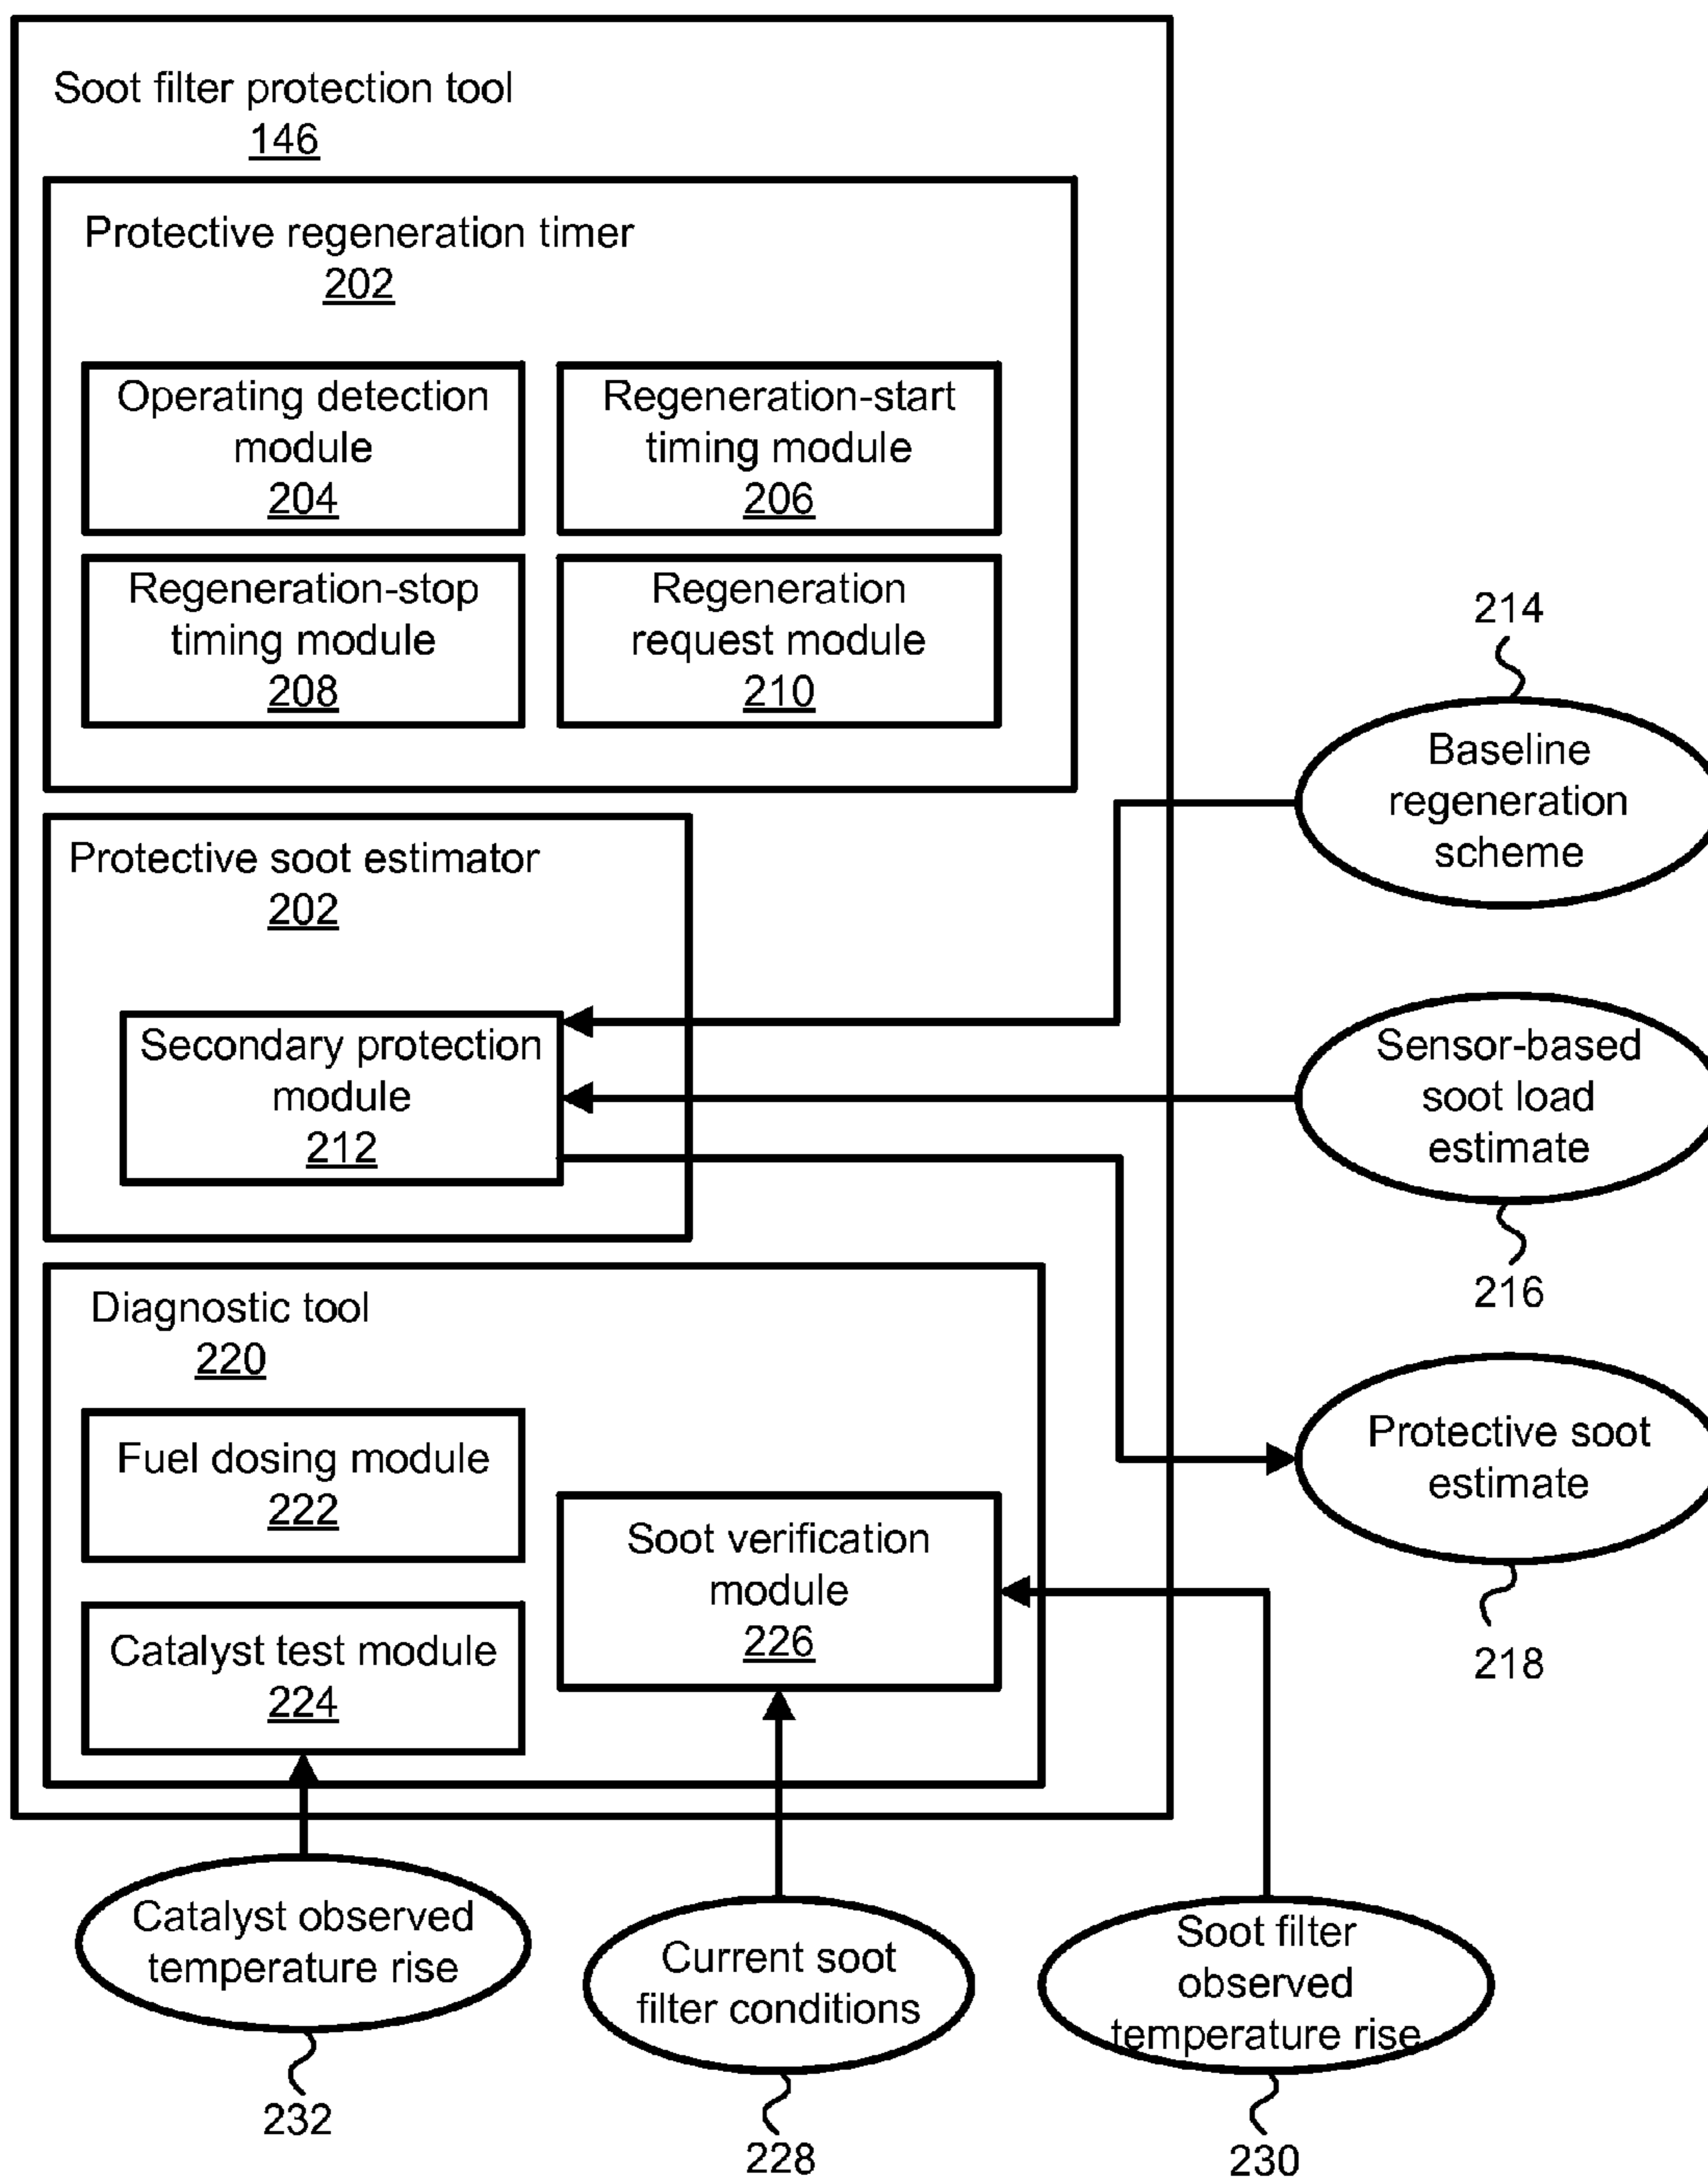 Soot filter protection tool
146
Protective regeneration timer
202
Operating detection
module
204
Regeneration-start
timing module
206
Regeneration-stop
timing module
208
Regeneration
request module
210
214
Baseline
regeneration
scheme
Protective soot estimator
202
Secondary protection
module
212
Sensor-based
soot load
estimate
216
Diagnostic tool
220
Protective soot
estimate
218
Fuel dosing module
222
Soot verification
module
226
Catalyst test module
224
Catalyst observed
temperature rise
232
Current soot
filter conditions
228
Soot filter
observed
temperature rise
230